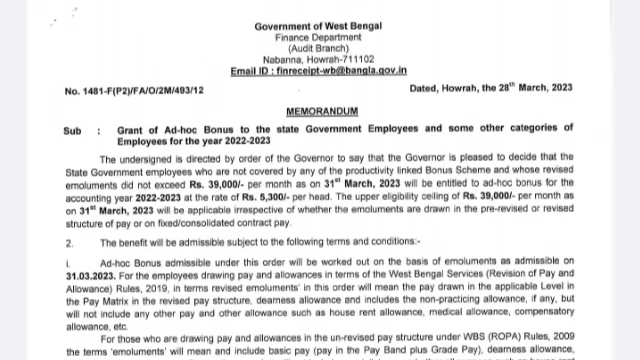 Government of West Bengal
Finance Department
(Audit Branch)
Nabanna, Howrah-711102
Email ID : finreceipt-wb@bangla.gov.in
No. 1481-F(P2)/FA/O/2M/493/12 Dated, Howrah, the 28th March, 2023
MEMORANDUM
Sub : Grant of Ad-hoc Bonus to the state Government Employees and some other categories of
Employees for the year 2022-2023
The undersigned is directed by order of the Governor to say that the Governor is pleased to decide that the
State Government employees who are not covered by any of the productivity linked Bonus Scheme and whose revised
emoluments did not exceed Rs. 39,000/- per month as on 31st March, 2023 will be entitled to ad-hoc bonus for the
accounting year 2022-2023 at the rate of Rs. 5,300/- per head. The upper eligibility ceiling of Rs. 39,000/- per month as
on 31st March, 2023 will be applicable irrespective of whether the emoluments are drawn in the pre-revised or revised
structure of pay or on fixed/consolidated contract pay.
2. The benefit will be admissible subject to the following terms and conditions:-
i. Ad-hoc Bonus admissible under this order will be worked out on the basis of emoluments as admissible on
31.03.2023. For the employees drawing pay and allowances in terms of the West Bengal Services (Revision of Pay and
Allowance) Rules, 2019, in terms revised emoluments' in this order will mean the pay drawn in the applicable Level in
the Pay Matrix in the revised pay structure, dearness allowance and includes the non-practicing allowance, if any, but
will not include any other pay and other allowance such as house rent allowance, medical allowance, compensatory
allowance, etc.
For those who are drawing pay and allowances in the un-revised pay structure under WBS (ROPA) Rules, 2009
the terms 'emoluments' will mean and include basic pay (pay in the Pay Band plus Grade Pay), dearness allowance,